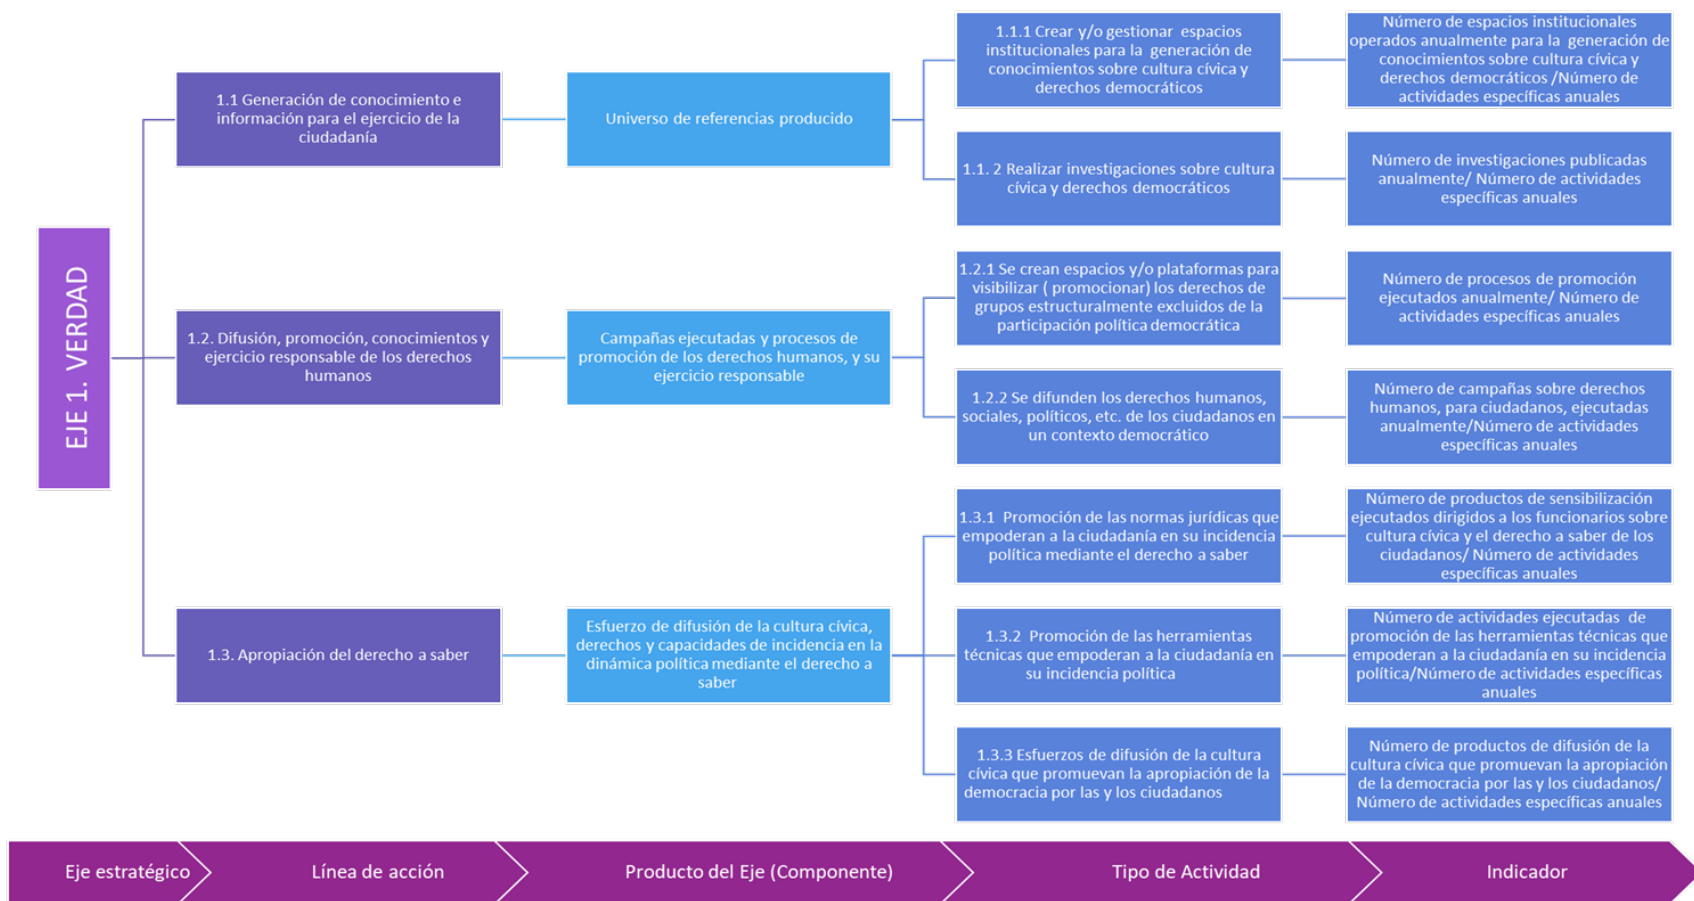 EJE 1. VERDAD
1.1 Generación de conocimiento e
información para el ejercicio de la
ciudadanía
Universo de referencias producido
1.1.1 Crear y/o gestionar espacios
institucionales para la generación de
conocimientos sobre cultura cívica y
derechos democráticos
Número de espacios institucionales
operados anualmente para la generación de
conocimientos sobre cultura cívica y
derechos democráticos /Número de
actividades específicas anuales
1.1. 2 Realizar investigaciones sobre cultura
cívica y derechos democráticos
Número de investigaciones publicadas
anualmente/ Número de actividades
específicas anuales
1.2. Difusión, promoción, conocimientos y
ejercicio responsable de los derechos
humanos
Campañas ejecutadas y procesos de
promoción de los derechos humanos, y su
ejercicio responsable
1.2.1 Se crean espacios y/o plataformas para
visibilizar ( promocionar) los derechos de
grupos estructuralmente excluidos de la
participación política democrática
Número de procesos de promoción
ejecutados anualmente/ Número de
actividades específicas anuales
1.2.2 Se difunden los derechos humanos,
sociales, políticos, etc. de los ciudadanos en
un contexto democrático
Número de campañas sobre derechos
humanos, para ciudadanos, ejecutadas
anualmente/Número de actividades
específicas anuales
1.3. Apropiación del derecho a saber
Esfuerzo de difusión de la cultura cívica,
derechos y capacidades de incidencia en la
dinámica política mediante el derecho a
saber
1.3.1 Promoción de las normas jurídicas que
empoderan a la ciudadanía en su incidencia
política mediante el derecho a saber
Número de productos de sensibilización
ejecutados dirigidos a los funcionarios sobre
cultura cívica y el derecho a saber de los
ciudadanos/ Número de actividades
específicas anuales
1.3.2 Promoción de las herramientas
técnicas que empoderan a la ciudadanía en
su incidencia política
Número de actividades ejecutadas de
promoción de las herramientas técnicas que
empoderan a la ciudadanía en su incidencia
política/Número de actividades específicas
anuales
1.3.3 Esfuerzos de difusión de la cultura
cívica que promuevan la apropiación de la
democracia por las y los ciudadanos
Número de productos de difusión de la
cultura cívica que promuevan la apropiación
de la democracia por las y los ciudadanos/
Número de actividades específicas anuales
Eje estratégico
Línea de acción
Producto del Eje (Componente)
Tipo de Actividad
Indicador